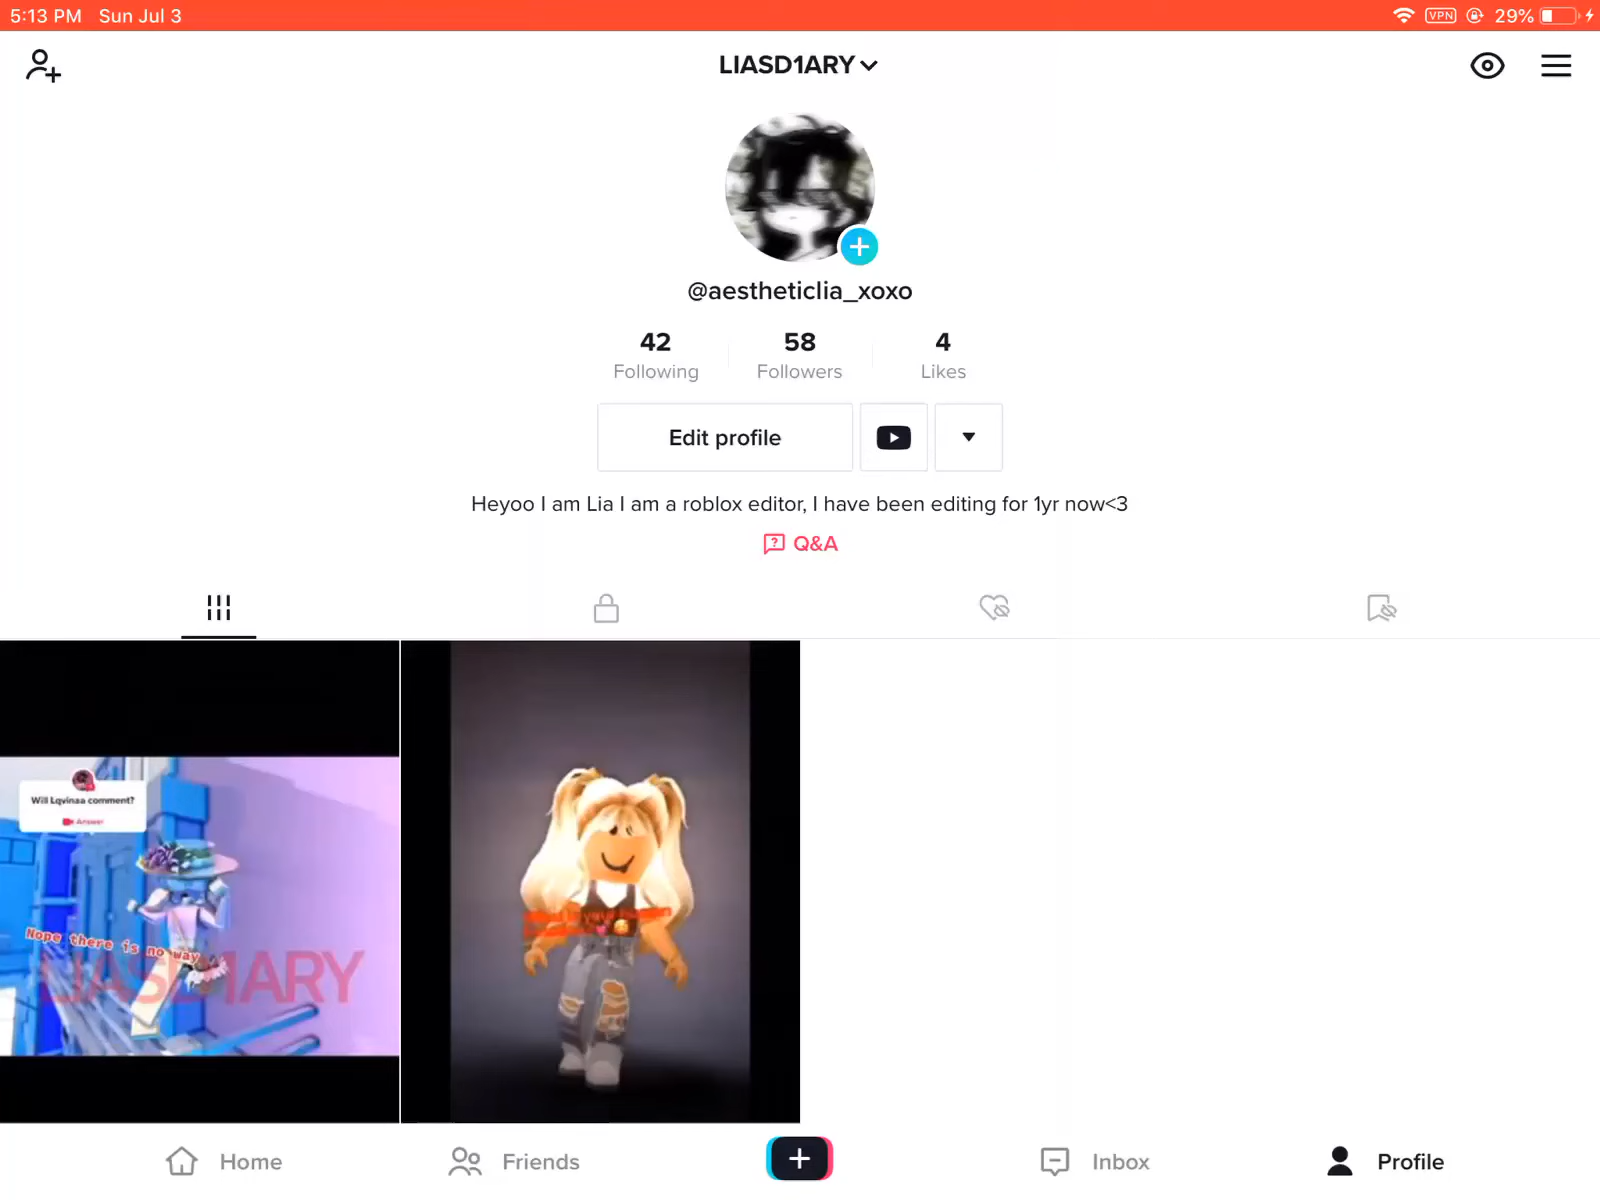 5:13 PM Sun Jul 3 VPN 29%
LIASD1ARY
@aestheticlia_xoxo
42 58 4
Following Followers Likes
Edit profile
Heyoo I am Lia I am a roblox editor, I have been editing for 1yr now<3
Q&A
Will Lqvinaa comment?
Answer
Nope there is no way
LIASD1ARY
Home Friends Inbox Profile